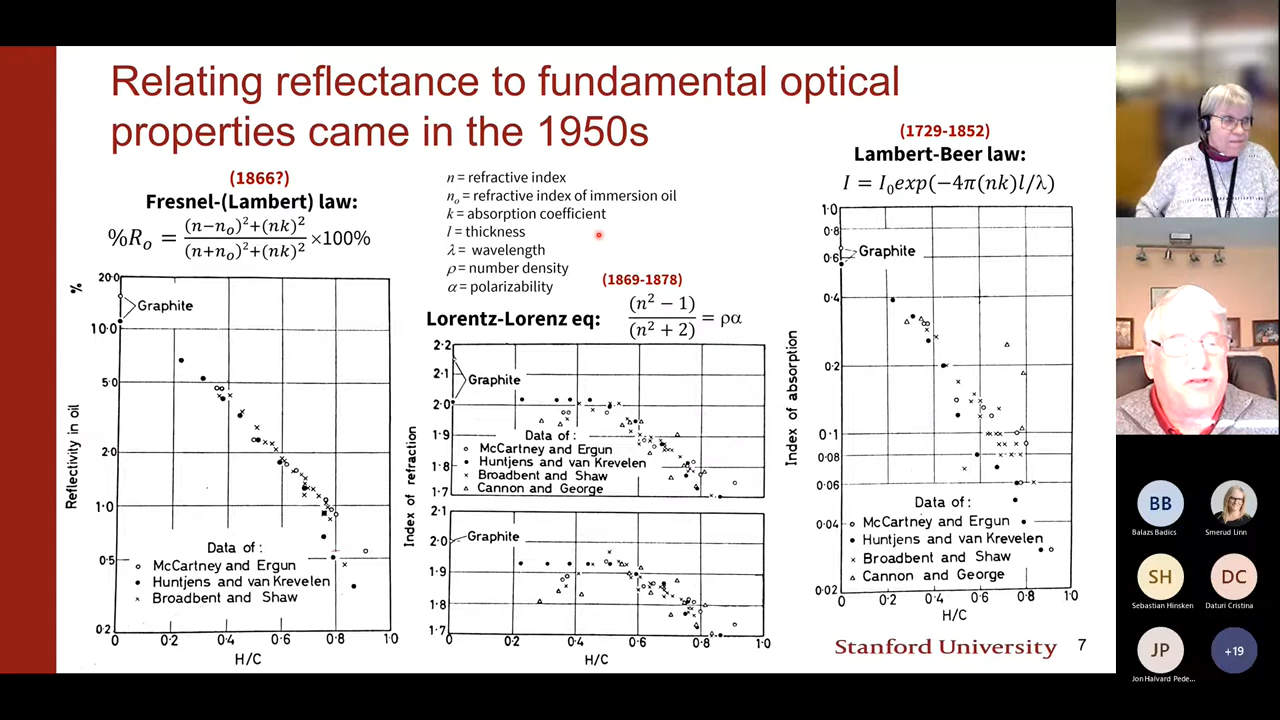 Relating reflectance to fundamental optical
properties came in the 1950s
(1866?)
Fresnel-(Lambert) law:
%Rₒ = (n−nₒ)²+(nk)² / (n+nₒ)²+(nk)² ×100%
n = refractive index
nₒ = refractive index of immersion oil
k = absorption coefficient
l = thickness
λ = wavelength
ρ = number density
α = polarizability
(1869-1878)
Lorentz-Lorenz eq: (n² − 1) / (n² + 2) = ρα
(1729-1852)
Lambert-Beer law:
I = I₀exp(−4π(nk)l/λ)
%
Reflectivity in oil
20·0
10·0
5·0
2·0
1·0
0·5
0·2
Graphite
Data of:
McCartney and Ergun
Huntjens and van Krevelen
Broadbent and Shaw
0 0·2 0·4 0·6 0·8 1·0
H/C
Index of refraction
2·2
2·1
2·0
1·9
1·8
1·7
Graphite
Data of:
McCartney and Ergun
Huntjens and van Krevelen
Broadbent and Shaw
Cannon and George
2·1
2·0
1·9
1·8
1·7
Graphite
0 0·2 0·4 0·6 0·8 1·0
H/C
Index of absorption
1·0
0·8
0·6
0·4
0·2
0·1
0·08
0·06
0·04
0·02
Graphite
Data of:
McCartney and Ergun
Huntjens and van Krevelen
Broadbent and Shaw
Cannon and George
0 0·2 0·4 0·6 0·8 1·0
H/C
Stanford University 7
BB
Balazs Badics
Smerud Linn
SH
Sebastian Hinsken
DC
Daturi Cristina
JP
Jon Halvard Pede...
+19